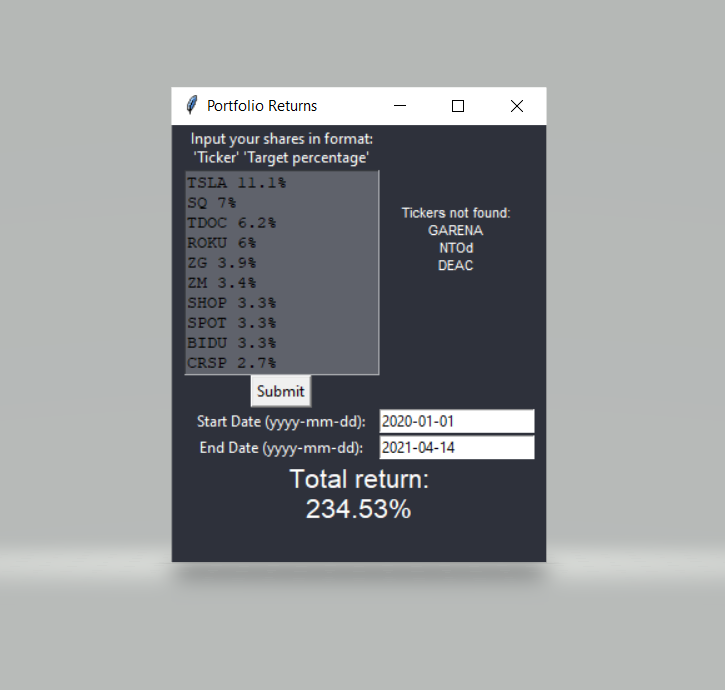 Portfolio Returns
Input your shares in format:
'Ticker' 'Target percentage'
TSLA 11.1%
SQ 7%
TDOC 6.2%
ROKU 6%
ZG 3.9%
ZM 3.4%
SHOP 3.3%
SPOT 3.3%
BIDU 3.3%
CRSP 2.7%
Tickers not found:
GARENA
NTOd
DEAC
Submit
Start Date (yyyy-mm-dd): 2020-01-01
End Date (yyyy-mm-dd): 2021-04-14
Total return:
234.53%